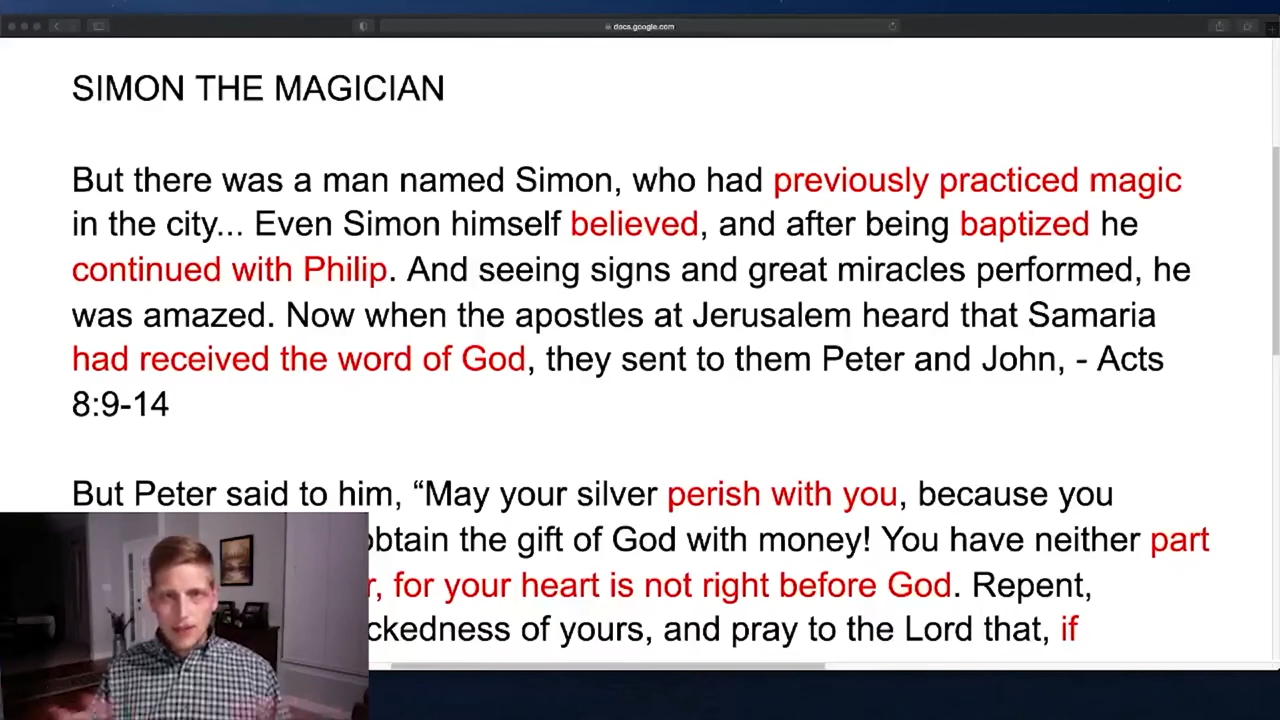 docs.google.com
SIMON THE MAGICIAN
But there was a man named Simon, who had previously practiced magic
in the city... Even Simon himself believed, and after being baptized he
continued with Philip. And seeing signs and great miracles performed, he
was amazed. Now when the apostles at Jerusalem heard that Samaria
had received the word of God, they sent to them Peter and John, - Acts
8:9-14
But Peter said to him, “May your silver perish with you, because you
obtain the gift of God with money! You have neither part
for your heart is not right before God. Repent,
of yours, and pray to the Lord that, if